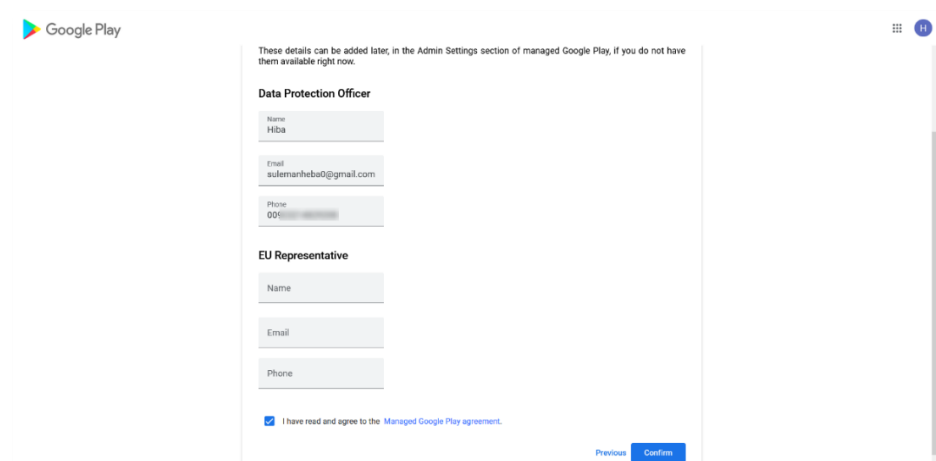 Google Play
H
These details can be added later, in the Admin Settings section of managed Google Play, if you do not have
them available right now.
Data Protection Officer
Name
Hiba
Email
sulemanheba0@gmail.com
Phone
EU Representative
Name
Email
Phone
I have read and agree to the Managed Google Play agreement.
Previous Confirm